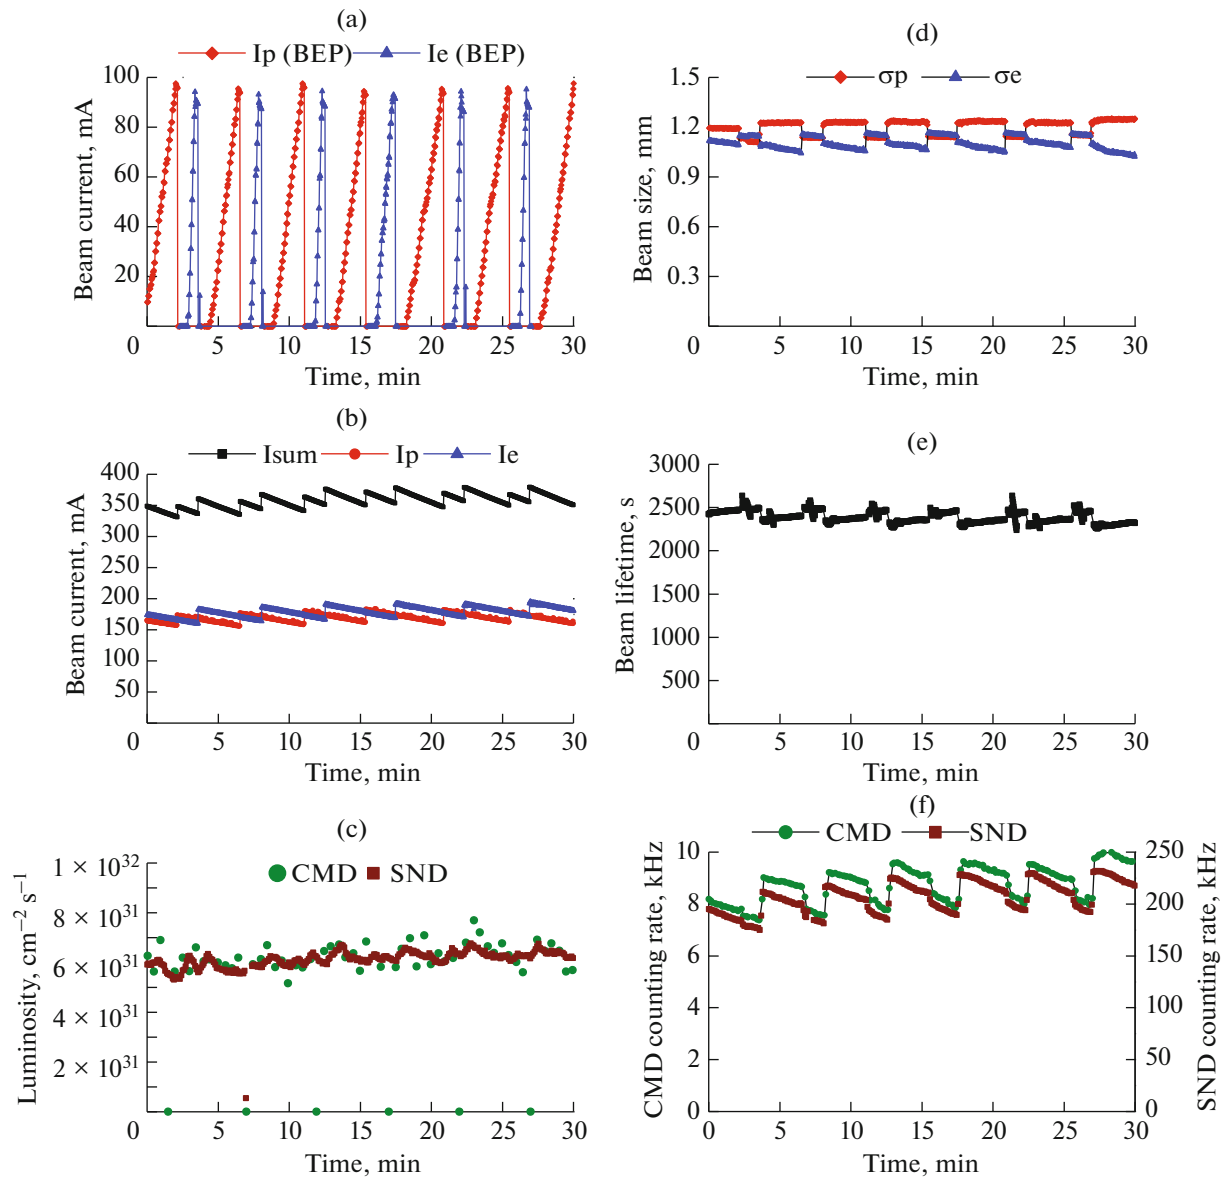 (a)
Ip (BEP) Ie (BEP)
100
80
60
40
20
0 5 10 15 20 25 30
Beam current, mA
Time, min
(b)
Isum Ip Ie
400
350
300
250
200
150
100
50
0 5 10 15 20 25 30
Beam current, mA
Time, min
(c)
CMD SND
1 × 10³²
8 × 10³¹
6 × 10³¹
4 × 10³¹
2 × 10³¹
0 5 10 15 20 25 30
Luminosity, cm⁻² s⁻¹
Time, min
(d)
σp σe
1.5
1.2
0.9
0.6
0.3
0 5 10 15 20 25 30
Beam size, mm
Time, min
(e)
3000
2500
2000
1500
1000
500
0 5 10 15 20 25 30
Beam lifetime, s
Time, min
(f)
CMD SND
10 250
8 200
6 150
4 100
2 50
0 0
0 5 10 15 20 25 30
CMD counting rate, kHz
SND counting rate, kHz
Time, min